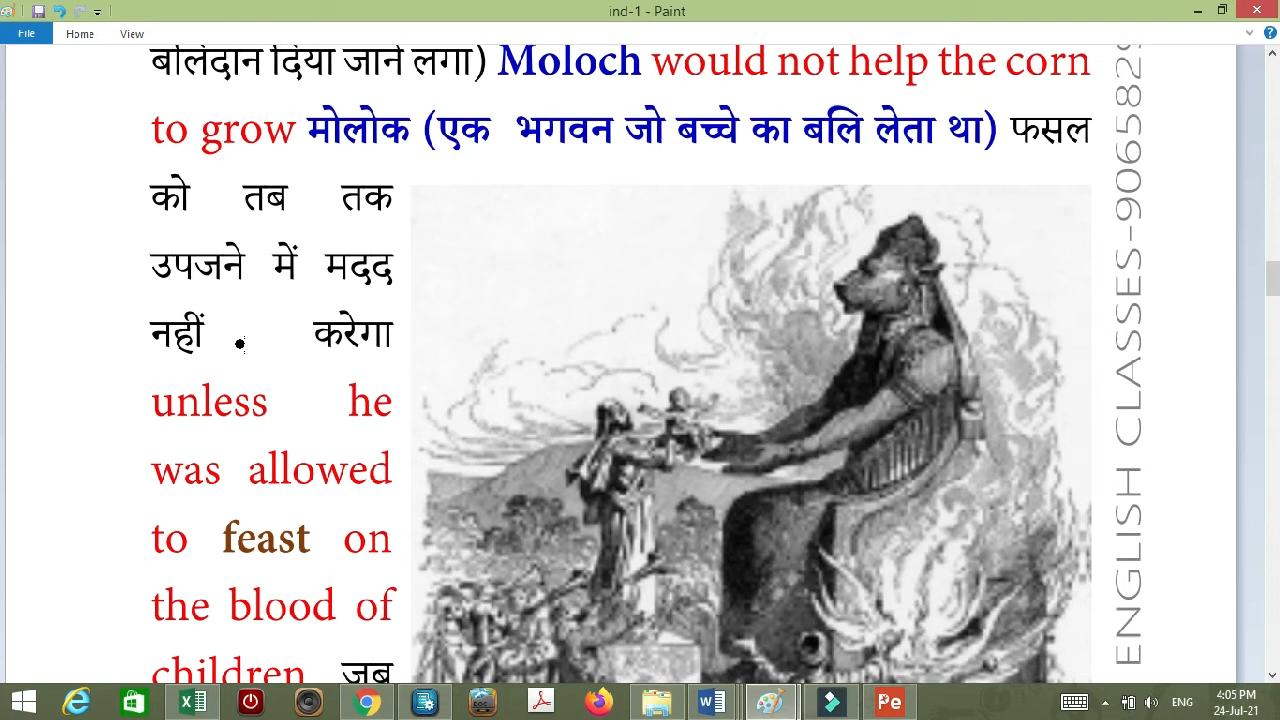 ind-1 - Paint
File Home View
बलिदान दिया जाने लगा) Moloch would not help the corn
to grow मोलोक (एक भगवन जो बच्चे का बलि लेता था) फसल
को तब तक
उपजने में मदद
नहीं करेगा
unless he
was allowed
to feast on
the blood of
children जब
ENGLISH CLASSES-9065829
ENG
4:05 PM
24-Jul-21